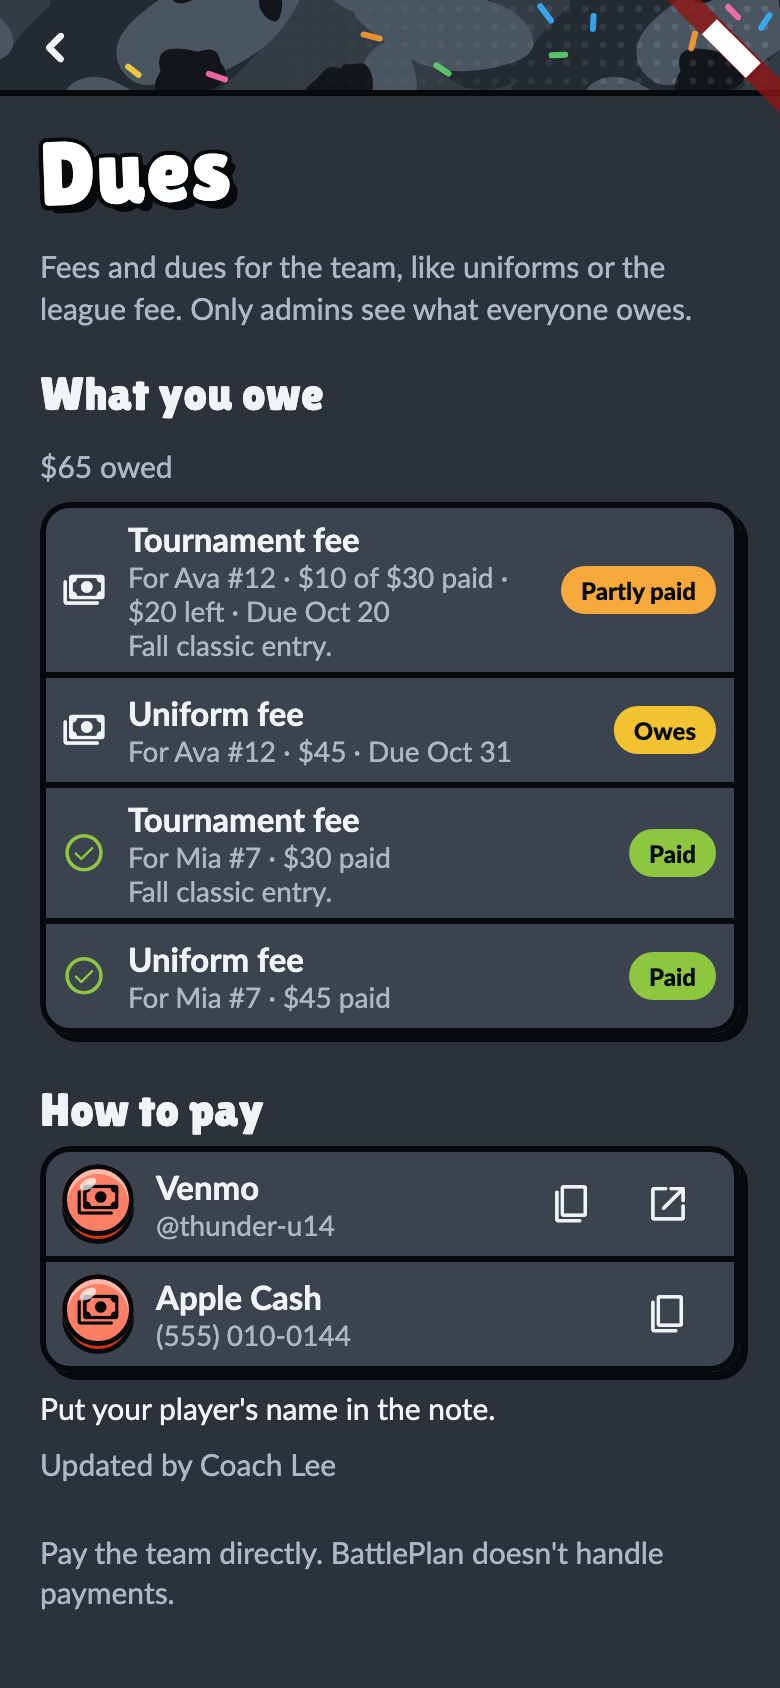 Dues
Fees and dues for the team, like uniforms or the
league fee. Only admins see what everyone owes.
What you owe
$65 owed
Tournament fee
For Ava #12 · $10 of $30 paid ·
$20 left · Due Oct 20
Fall classic entry.
Partly paid
Uniform fee
For Ava #12 · $45 · Due Oct 31
Owes
Tournament fee
For Mia #7 · $30 paid
Fall classic entry.
Paid
Uniform fee
For Mia #7 · $45 paid
Paid
How to pay
Venmo
@thunder-u14
Apple Cash
(555) 010-0144
Put your player's name in the note.
Updated by Coach Lee
Pay the team directly. BattlePlan doesn't handle
payments.